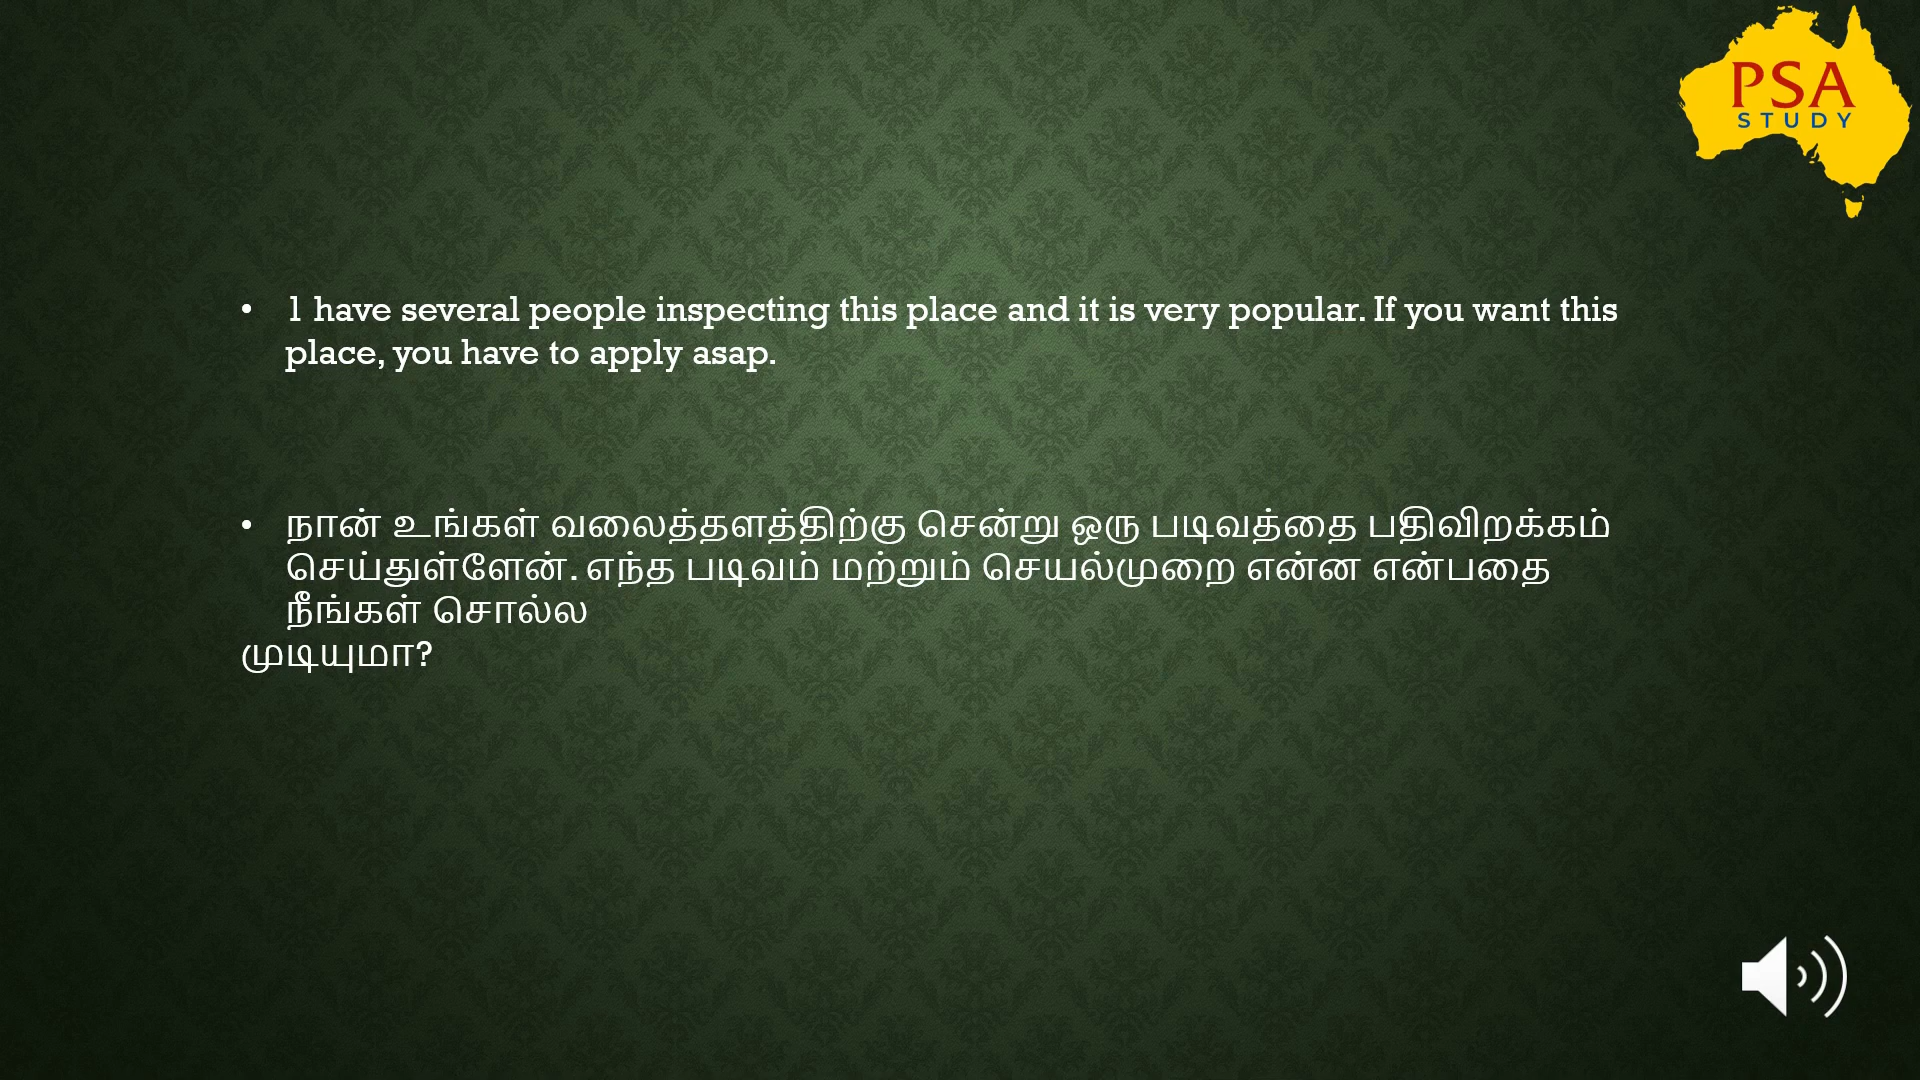 PSA
STUDY
• 1 have several people inspecting this place and it is very popular. If you want this
place, you have to apply asap.
• நான் உங்கள் வலைத்தளத்திற்கு சென்று ஒரு படிவத்தை பதிவிறக்கம்
செய்துள்ளேன். எந்த படிவம் மற்றும் செயல்முறை என்ன என்பதை
நீங்கள் சொல்ல
முடியுமா?